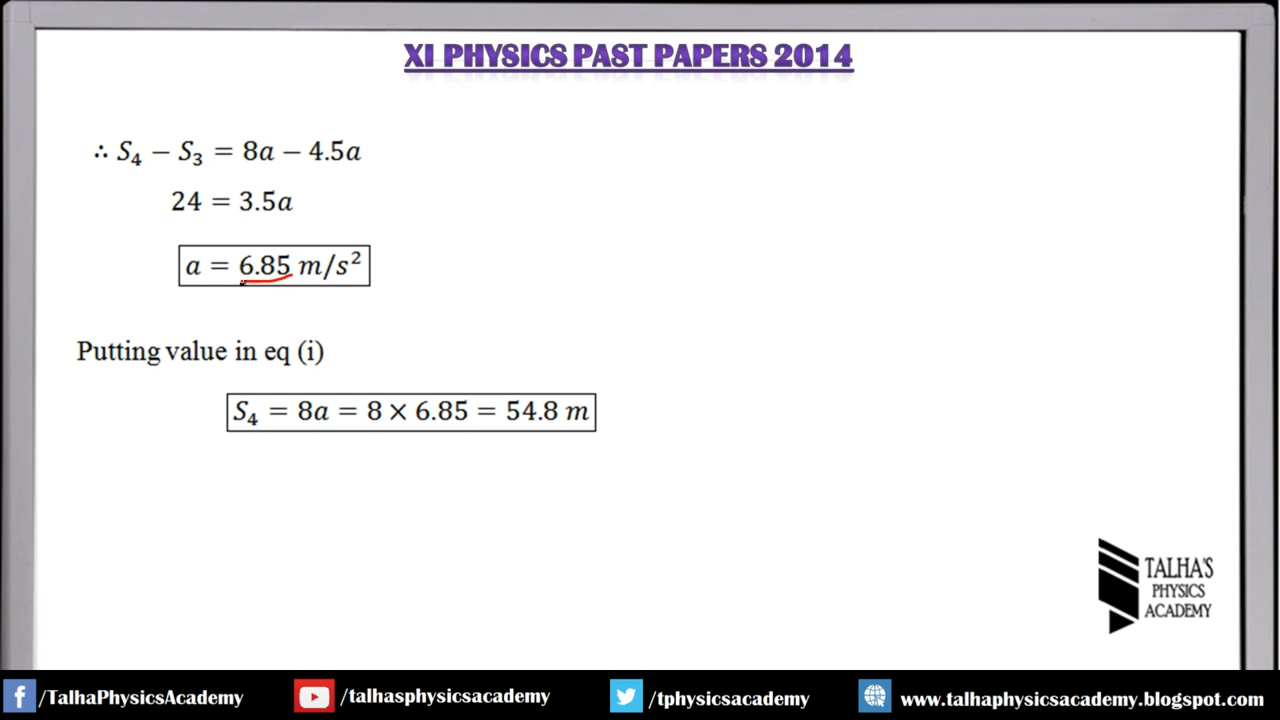 XI PHYSICS PAST PAPERS 2014
∴ S₄ − S₃ = 8a − 4.5a
24 = 3.5a
a = 6.85 m/s²
Putting value in eq (i)
S₄ = 8a = 8 × 6.85 = 54.8 m
TALHA'S
PHYSICS
ACADEMY
/TalhaPhysicsAcademy /talhasphysicsacademy /tphysicsacademy www.talhaphysicsacademy.blogspot.com